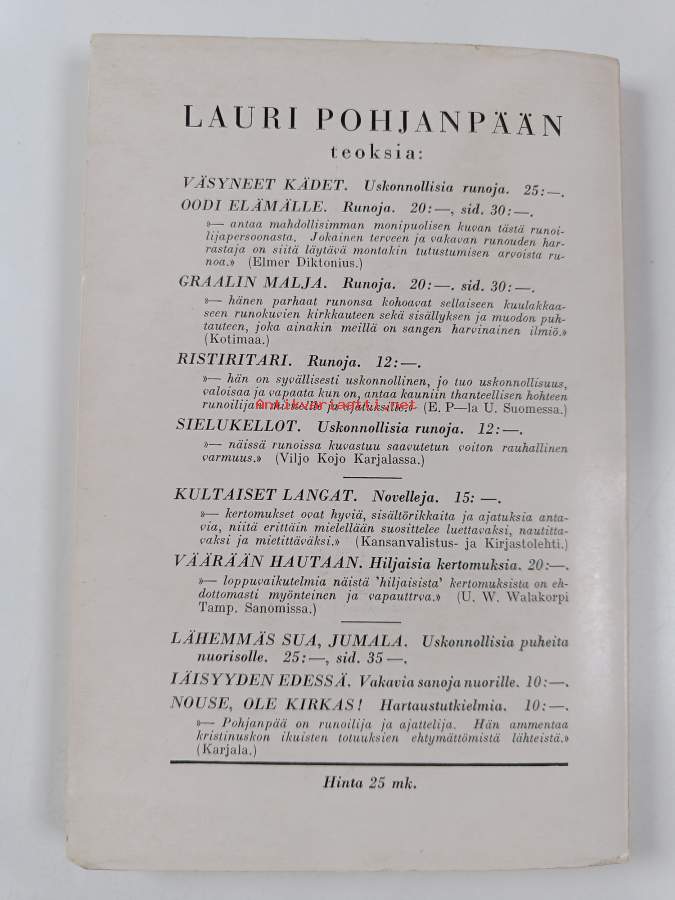 LAURI POHJANPÄÄN
teoksia:
VÄSYNEET KÄDET. Uskonnollisia runoja. 25:—.
OODI ELÄMÄLLE. Runoja. 20:—, sid. 30:—.
»— antaa mahdollisimman monipuolisen kuvan tästä runoi-
lijapersoonasta. Jokainen terveen ja vakavan runouden har-
rastaja on siitä läytävä montakin tutustumisen arvoista ru-
noa.» (Elmer Diktonius.)
GRAALIN MALJA. Runoja. 20:—. sid. 30:—.
»— hänen parhaat runonsa kohoavat sellaiseen kuulakkaa-
seen runokuvien kirkkauteen sekä sisällyksen ja muodon puh-
tauteen, joka ainakin meillä on sangen harvinainen ilmiö.»
(Kotimaa.)
RISTIRITARI. Runoja. 12:—.
»— hän on syvällisesti uskonnollinen, jo tuo uskonnollisuus,
valoisaa ja vapaata kun on, antaa kauniin ihanteellisen hohteen
runoilijan mielelle ja ajatuksille.» (E. P—la U. Suomessa.)
antikvariaatti.net
SIELUKELLOT. Uskonnollisia runoja. 12:—.
»— näissä runoissa kuvastuu saavutetun voiton rauhallinen
varmuus.» (Viljo Kojo Karjalassa.)
KULTAISET LANGAT. Novelleja. 15:—.
»— kertomukset ovat hyviä, sisältörikkaita ja ajatuksia anta-
via, niitä erittäin mielellään suosittelee luettavaksi, nautitta-
vaksi ja mietittäväksi.» (Kansanvalistus- ja Kirjastolehti.)
VÄÄRÄÄN HAUTAAN. Hiljaisia kertomuksia. 20:—.
»— loppuvaikutelmia näistä 'hiljaisista' kertomuksista on eh-
dottomasti myönteinen ja vapauttrva.» (U. W. Walakorpi
Tamp. Sanomissa.)
LÄHEMMÄS SUA, JUMALA. Uskonnollisia puheita
nuorisolle. 25:—, sid. 35—.
IÄISYYDEN EDESSÄ. Vakavia sanoja nuorille. 10:—.
NOUSE, OLE KIRKAS! Hartaustutkielmia. 10:—.
»— Pohjanpää on runoilija ja ajattelija. Hän ammentaa
kristinuskon ikuisten totuuksien ehtymättömistä lähteistä.»
(Karjala.)
Hinta 25 mk.